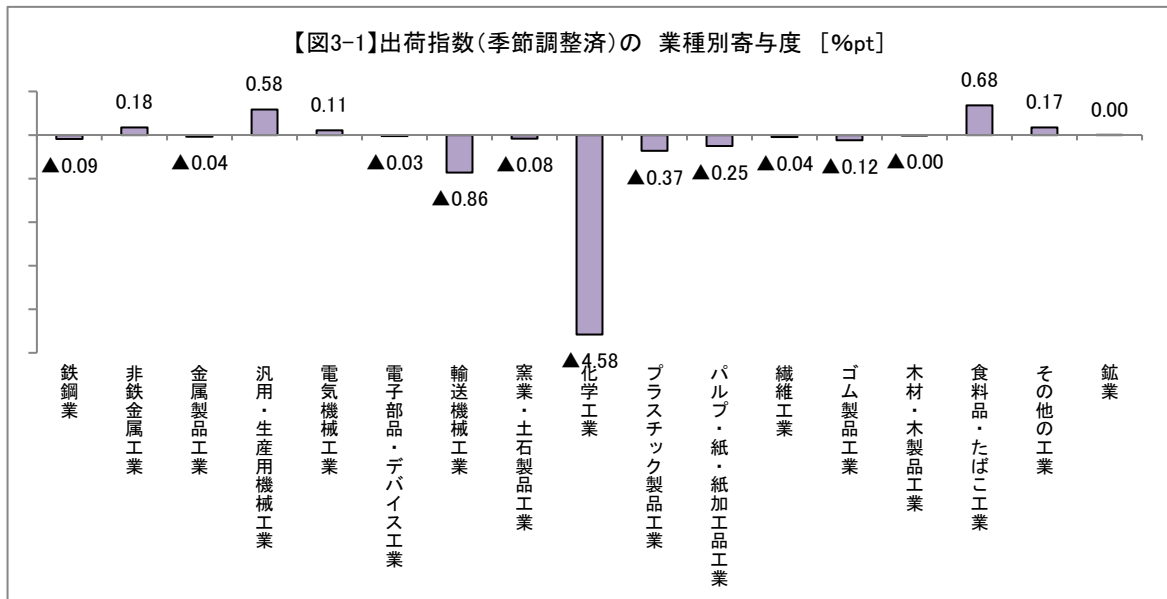 【図3-1】出荷指数（季節調整済）の　業種別寄与度　［％pt］
▲0.09
0.18
▲0.04
0.58
0.11
▲0.03
▲0.86
▲0.08
▲4.58
▲0.37
▲0.25
▲0.04
▲0.12
▲0.00
0.68
0.17
0.00
鉄鋼業
非鉄金属工業
金属製品工業
汎用・生産用機械工業
電気機械工業
電子部品・デバイス工業
輸送機械工業
窯業・土石製品工業
化学工業
プラスチック製品工業
パルプ・紙・紙加工品工業
繊維工業
ゴム製品工業
木材・木製品工業
食料品・たばこ工業
その他の工業
鉱業